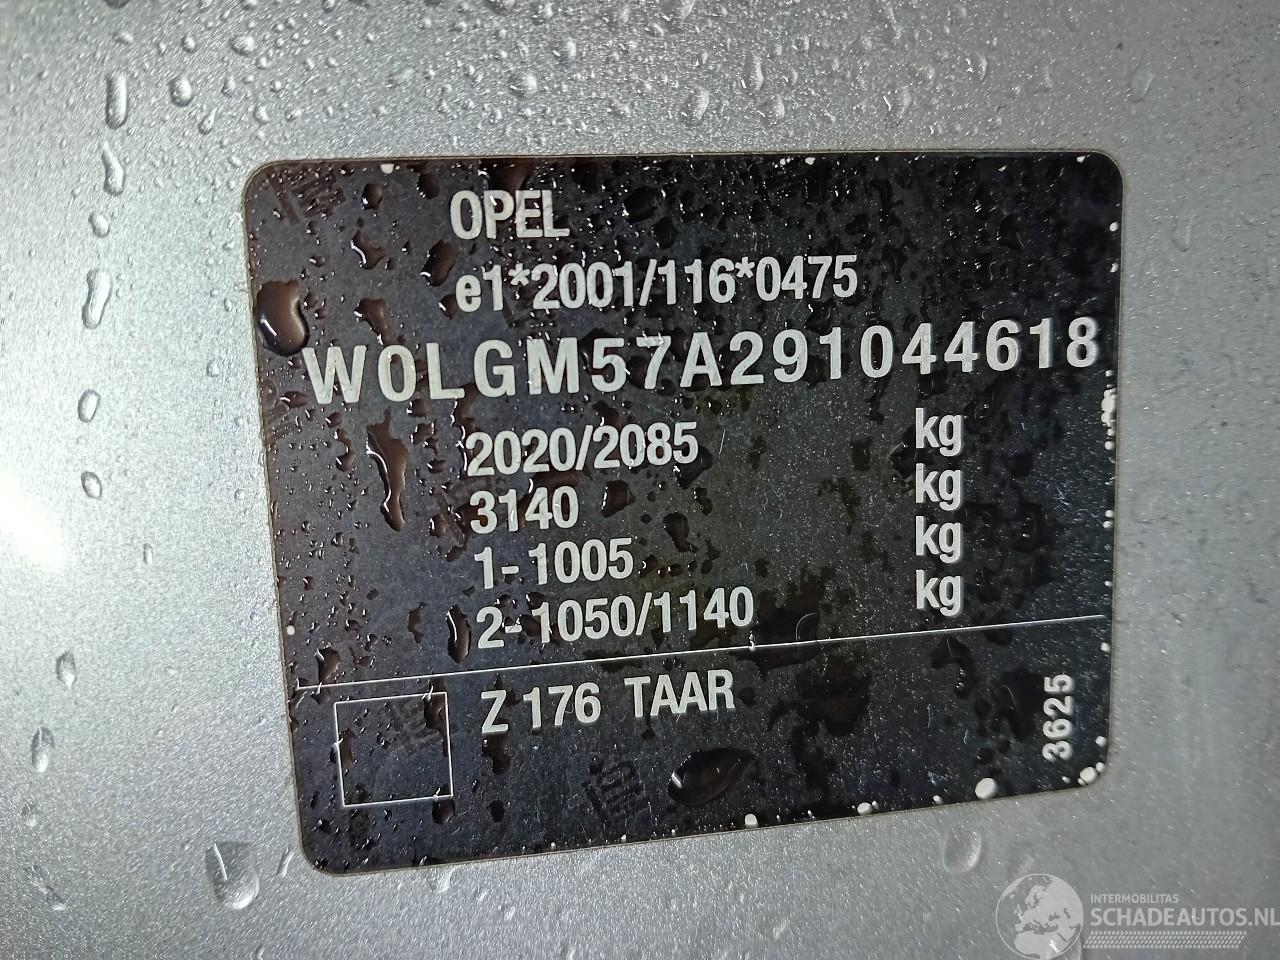 OPEL
e1*2001/116*0475
W0LGM57A291044618
2020/2085 kg
3140 kg
1-1005 kg
2-1050/1140 kg
Z 176 TAAR
3625
INTERMOBILITAS
SCHADEAUTOS.NL